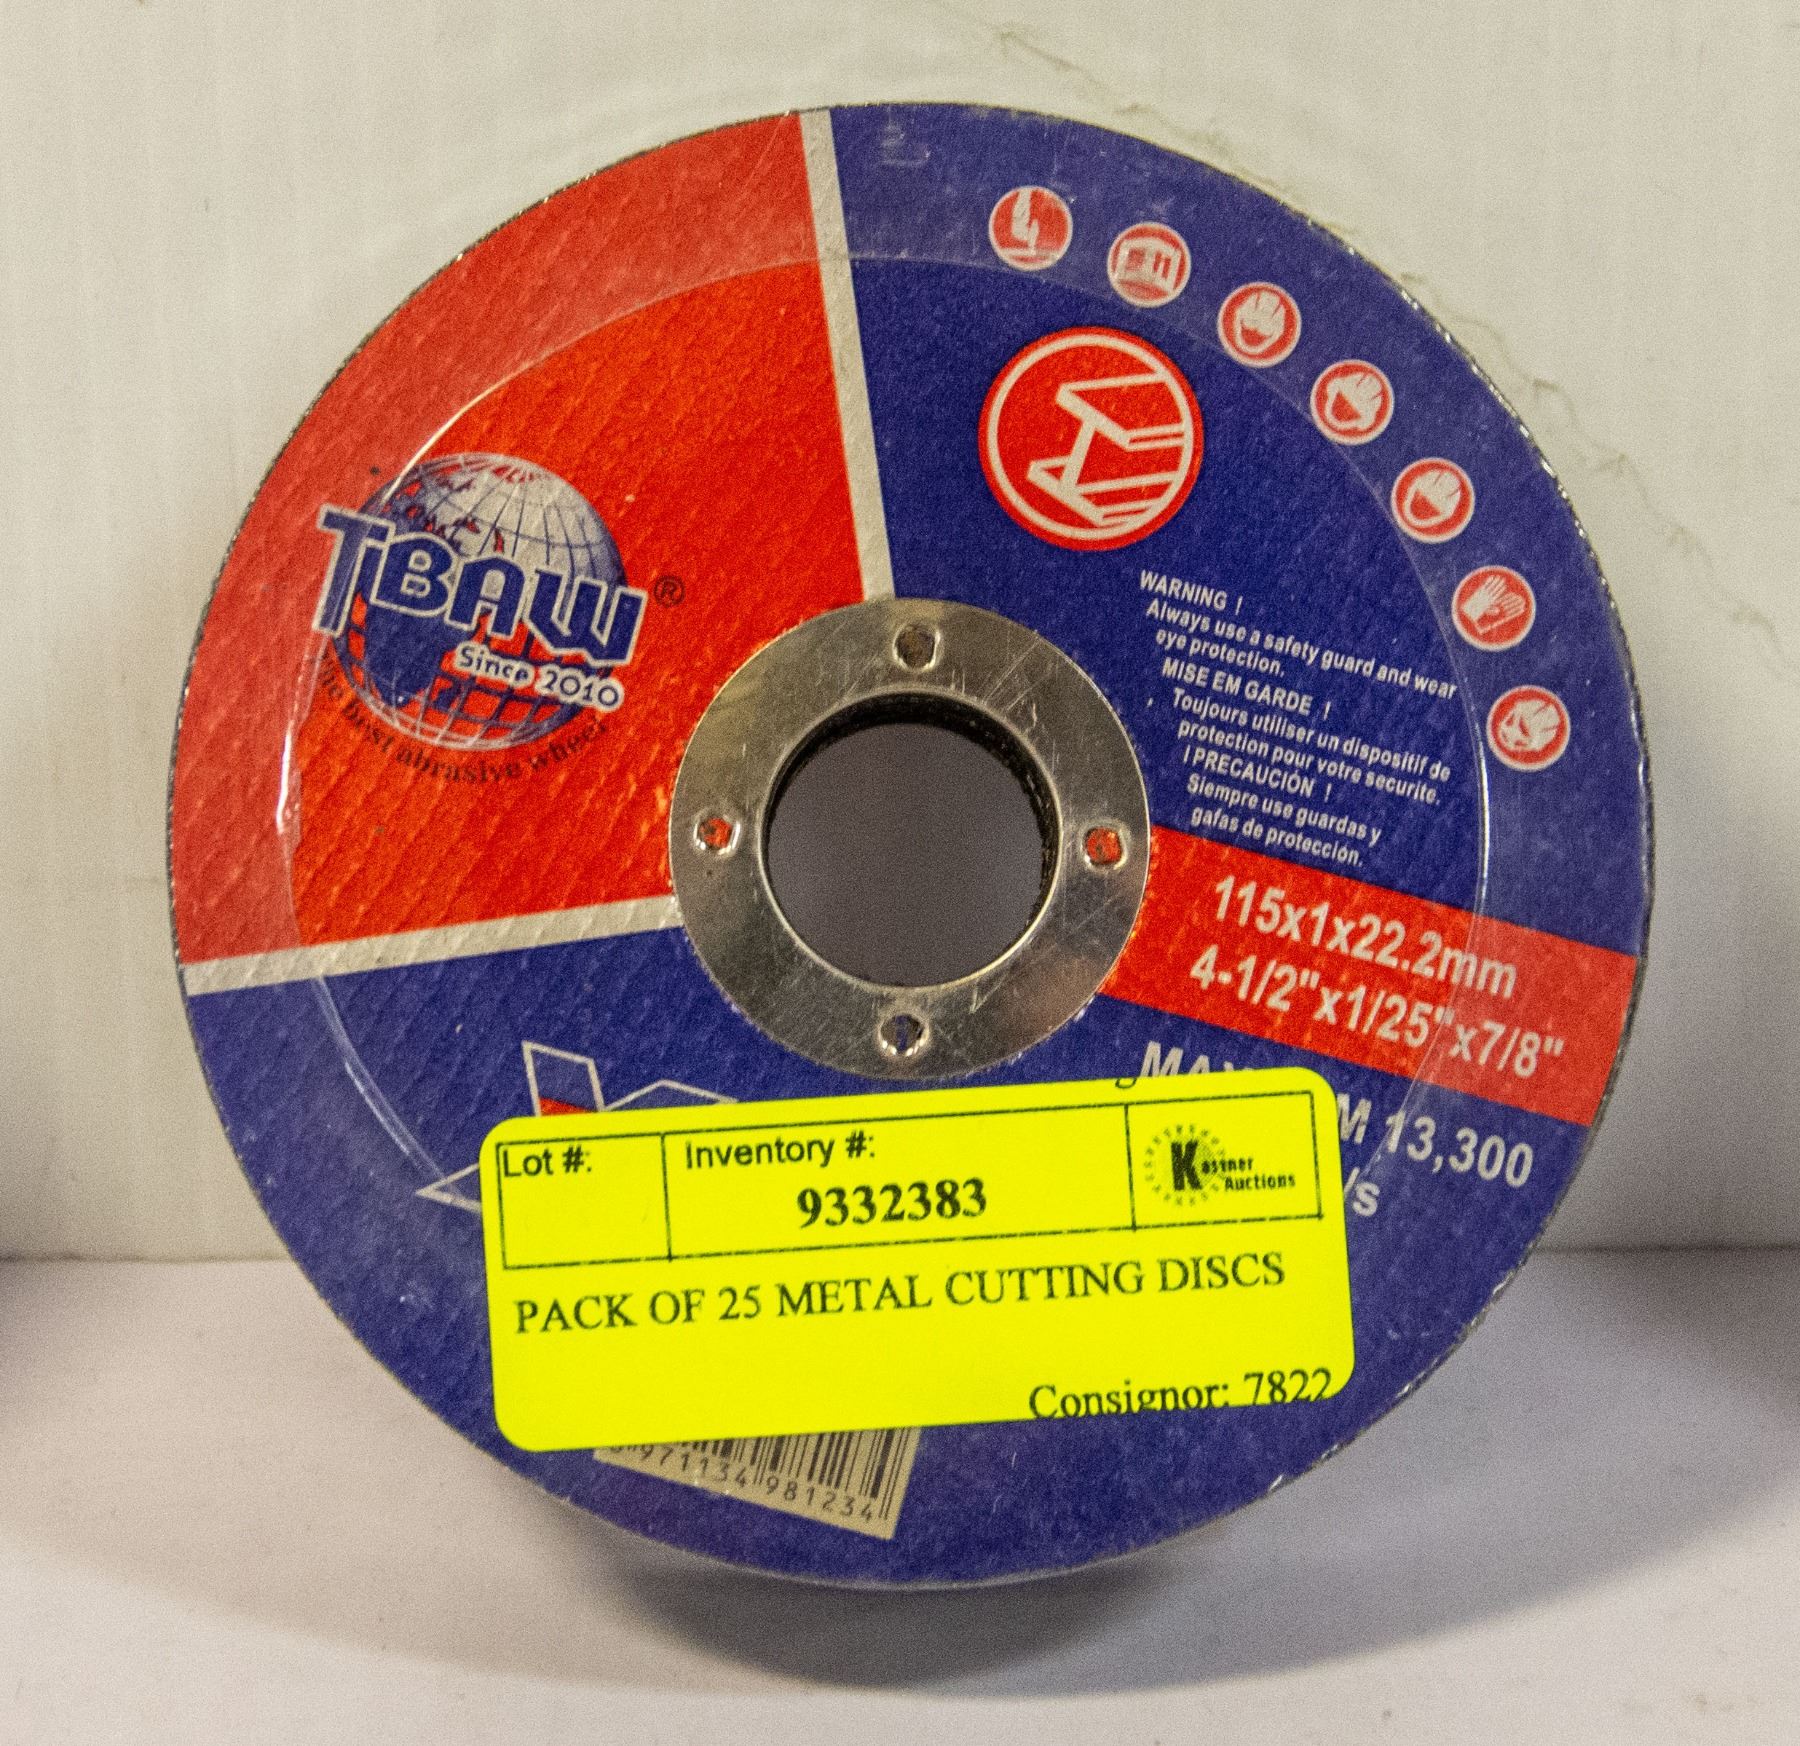 TBAW ®
Since 2010
The best abrasive wheel
WARNING !
Always use a safety guard and wear
eye protection.
MISE EM GARDE !
Toujours utiliser un dispositif de
protection pour votre securite.
¡PRECAUCIÓN !
Siempre use guardas y
gafas de protección.
115x1x22.2mm
4-1/2"x1/25"x7/8"
13,300
/s
Lot #:
Inventory #:
9332383
Kastner
Auctions
PACK OF 25 METAL CUTTING DISCS
Consignor: 7822
971134 981234